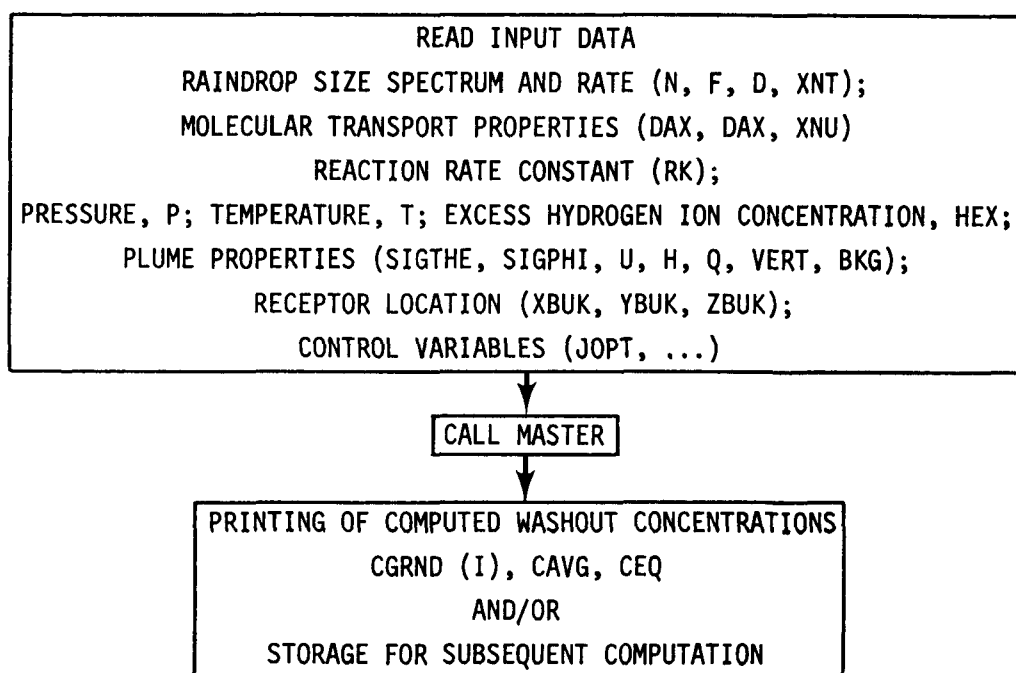 READ INPUT DATA
RAINDROP SIZE SPECTRUM AND RATE (N, F, D, XNT);
MOLECULAR TRANSPORT PROPERTIES (DAX, DAX, XNU)
REACTION RATE CONSTANT (RK);
PRESSURE, P; TEMPERATURE, T; EXCESS HYDROGEN ION CONCENTRATION, HEX;
PLUME PROPERTIES (SIGTHE, SIGPHI, U, H, Q, VERT, BKG);
RECEPTOR LOCATION (XBUK, YBUK, ZBUK);
CONTROL VARIABLES (JOPT, ...)
CALL MASTER
PRINTING OF COMPUTED WASHOUT CONCENTRATIONS
CGRND (I), CAVG, CEQ
AND/OR
STORAGE FOR SUBSEQUENT COMPUTATION